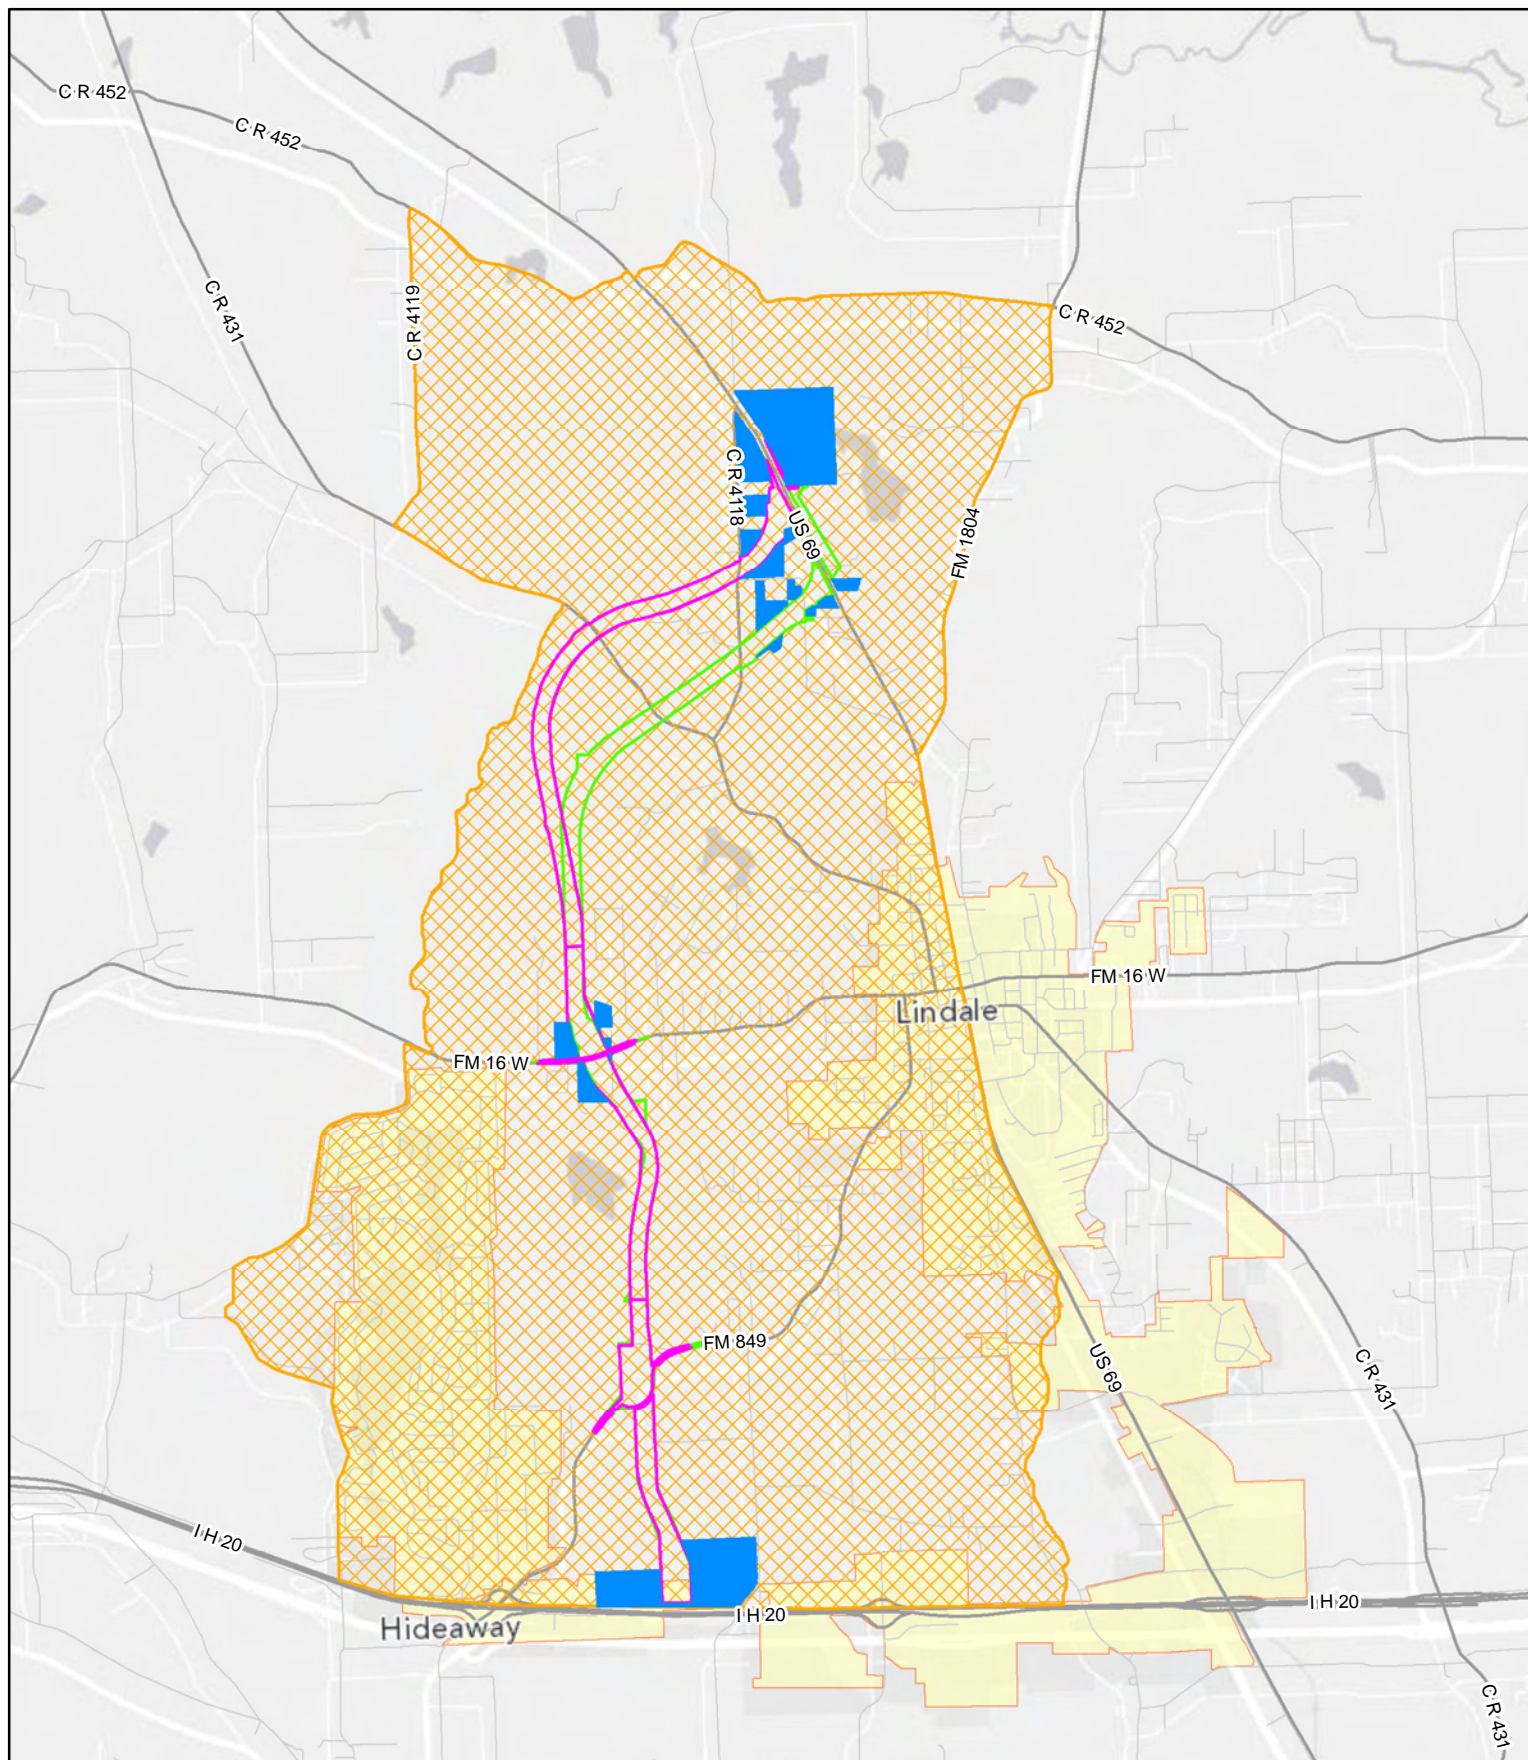 C R 452
C R 452
C R 431
C R 4119
C R 452
C R 4118
US 69
FM 1804
FM 16 W
Lindale
FM 16 W
FM 849
US 69
C R 431
I H 20
I H 20
I H 20
Hideaway
C R 431